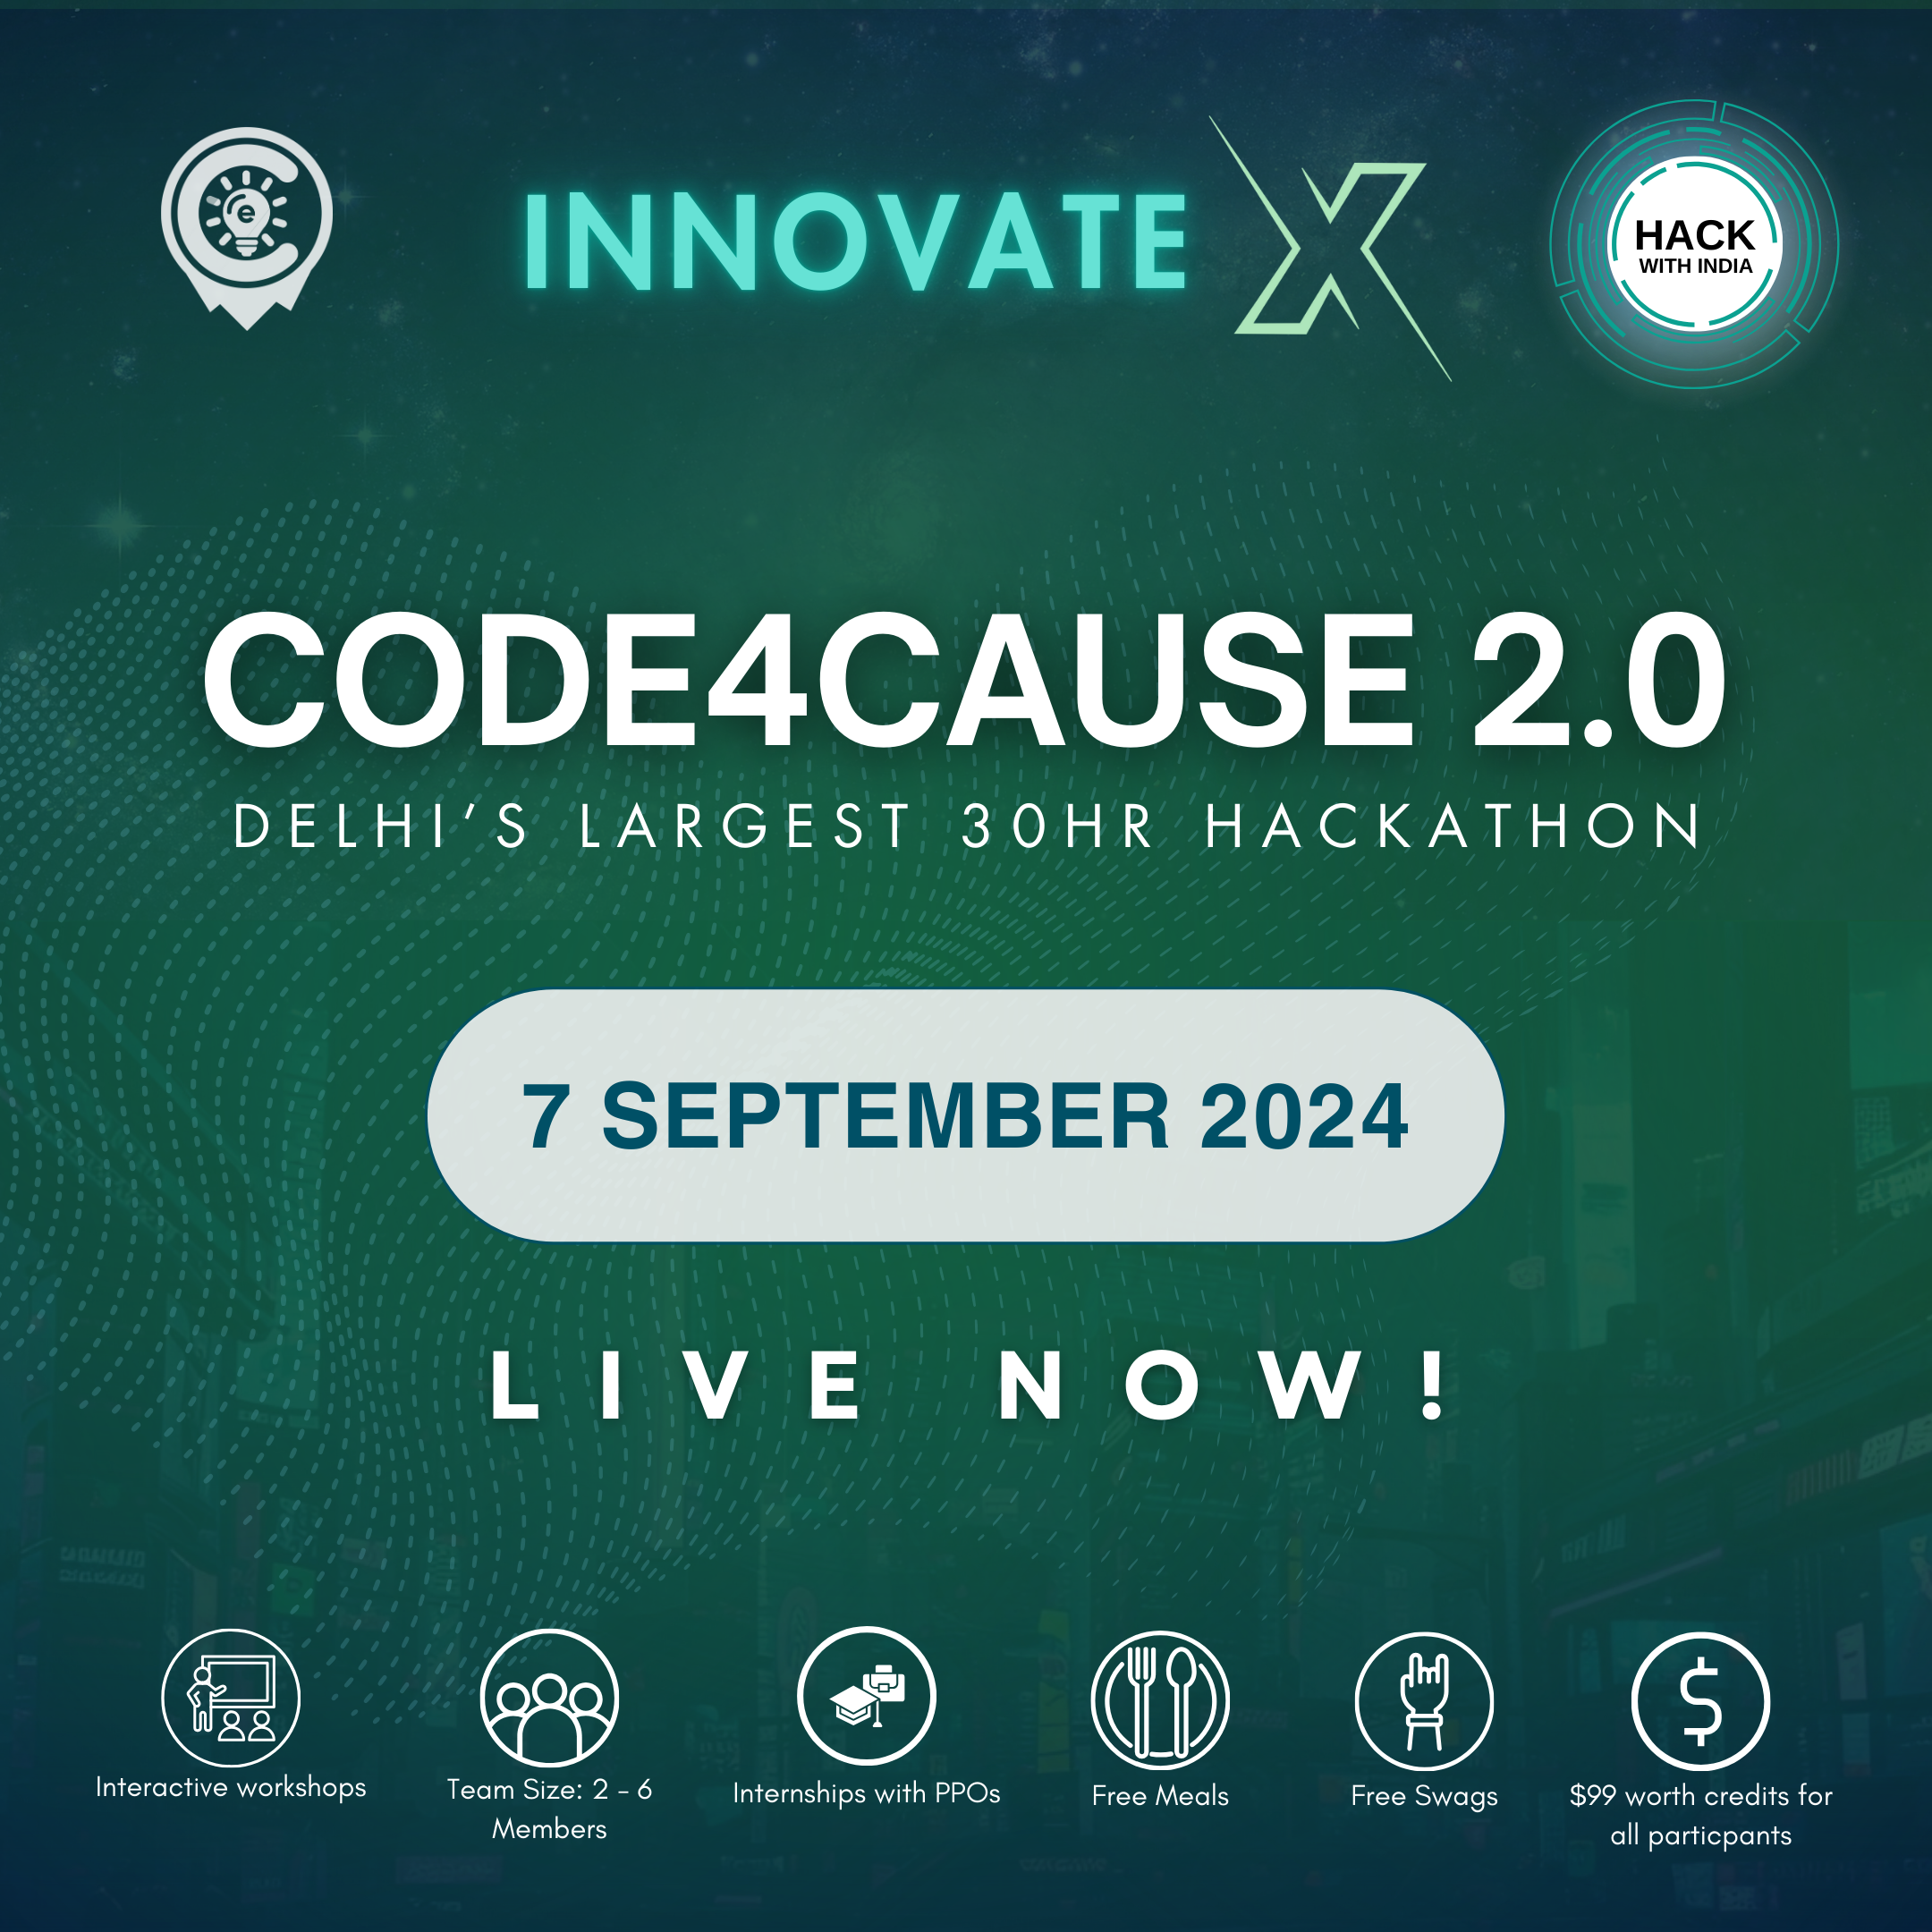 e
INNOVATE X
HACK
WITH INDIA
CODE4CAUSE 2.0
DELHI’S LARGEST 30HR HACKATHON
7 SEPTEMBER 2024
LIVE NOW!
Interactive workshops
Team Size: 2 - 6
Members
Internships with PPOs
Free Meals
Free Swags
$99 worth credits for
all particpants